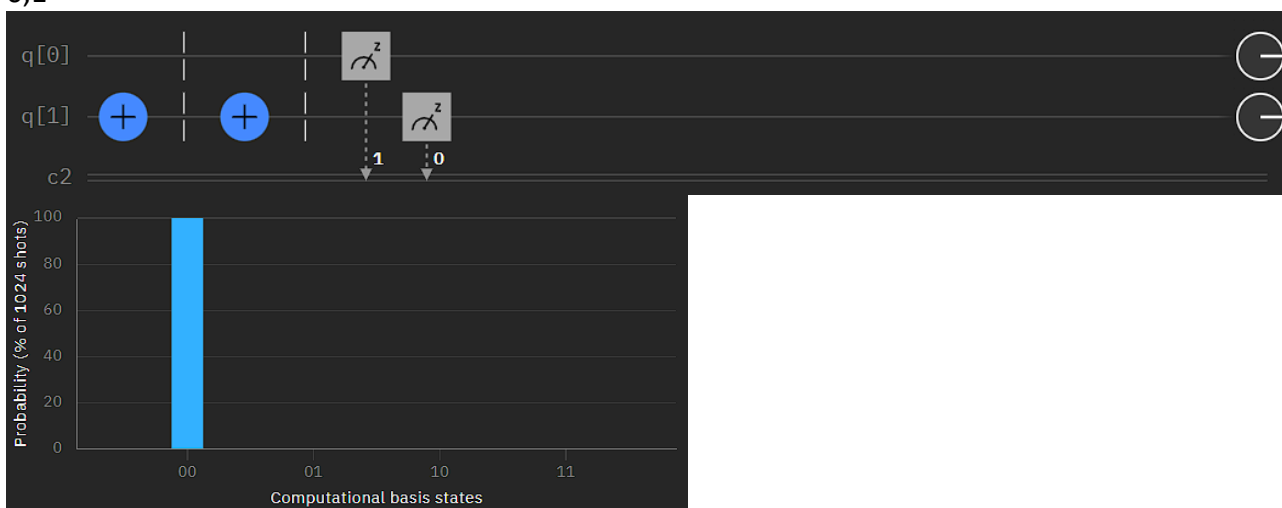 q[0] z
q[1] + + z
1 0
c2
Probability (% of 1024 shots)
100
80
60
40
20
0
00 01 10 11
Computational basis states